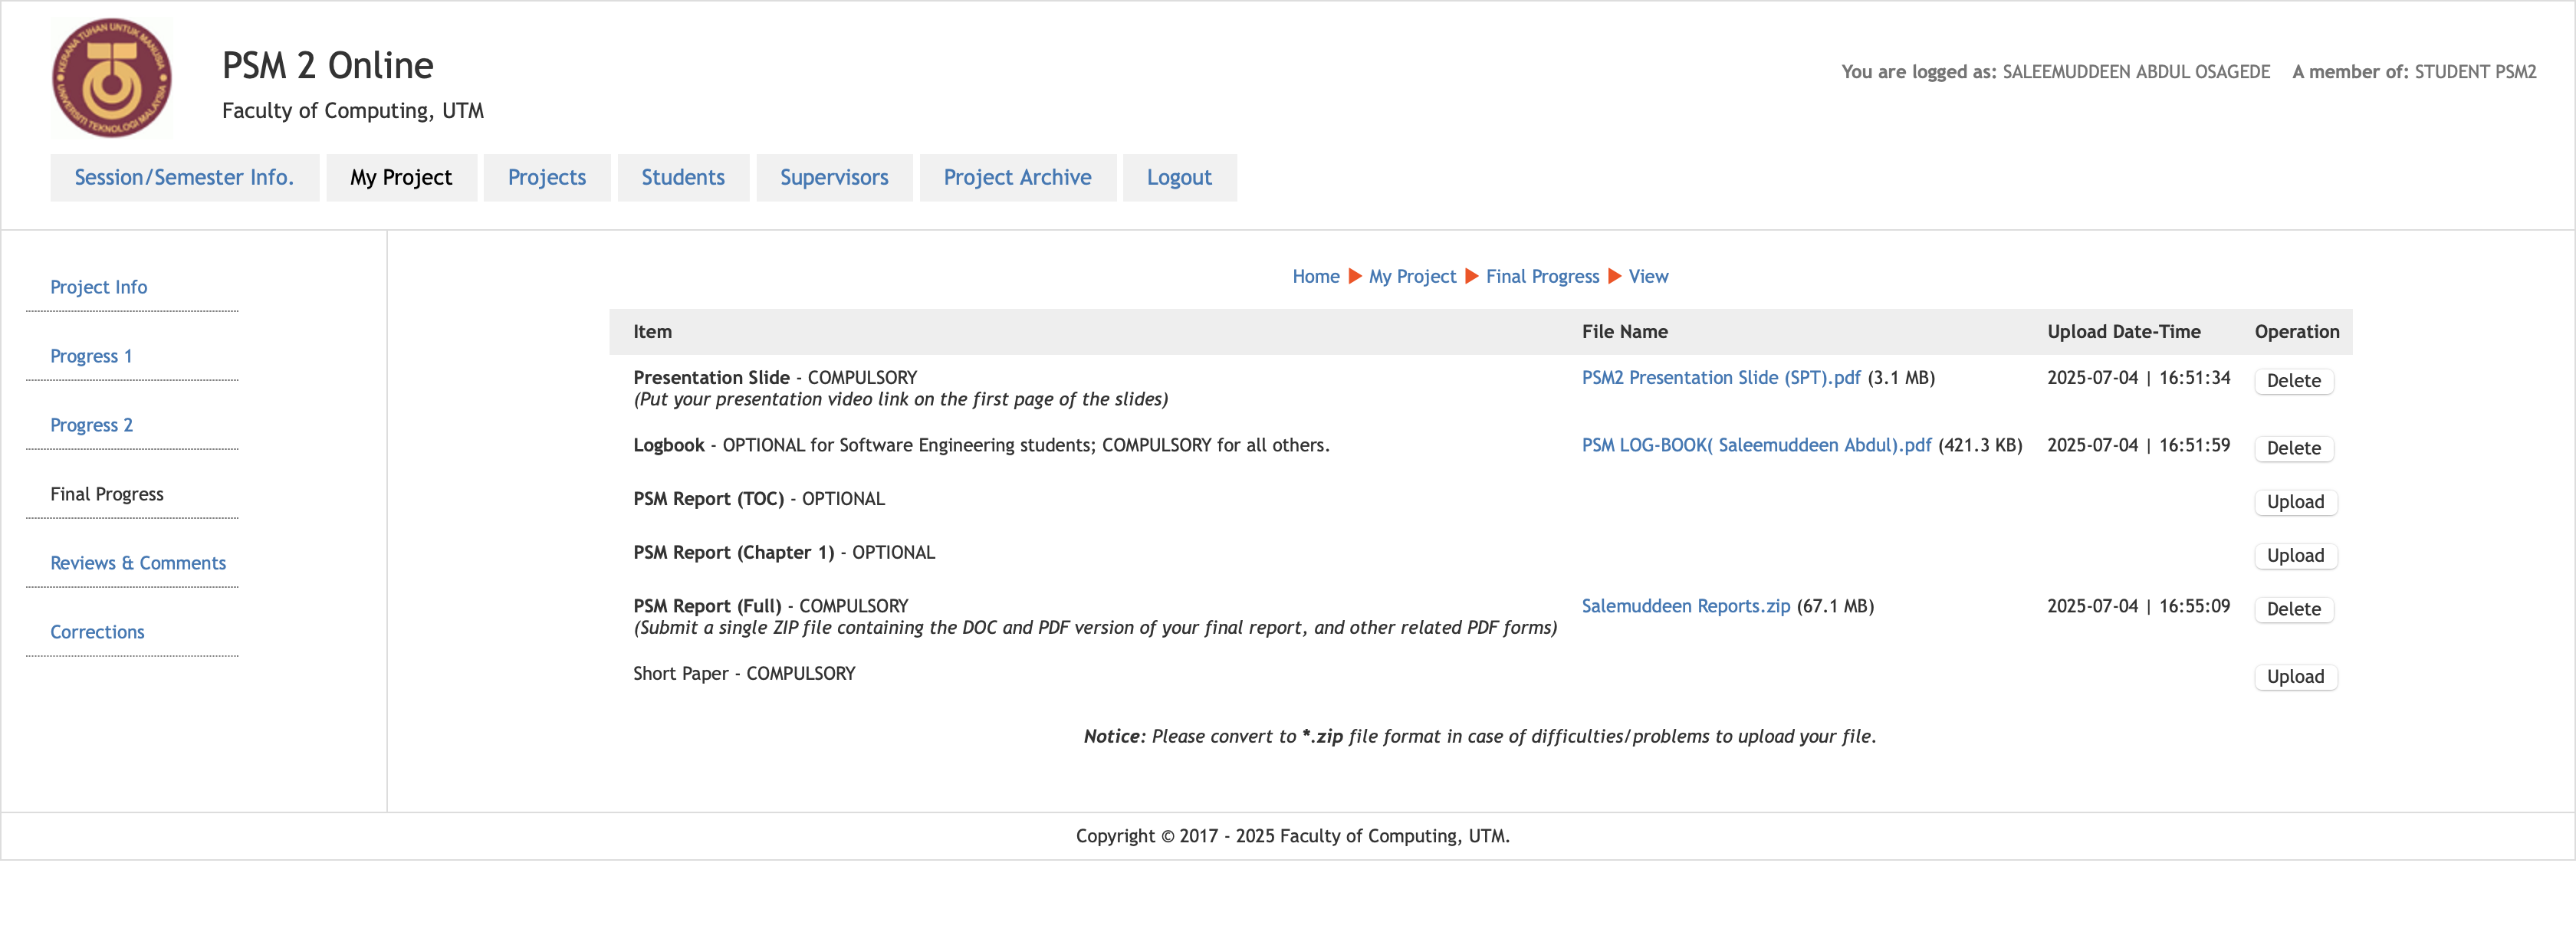 KERANA TUHAN UNTUK MANUSIA
UNIVERSITI TEKNOLOGI MALAYSIA
PSM 2 Online
Faculty of Computing, UTM
You are logged as: SALEEMUDDEEN ABDUL OSAGEDE A member of: STUDENT PSM2
Session/Semester Info. My Project Projects Students Supervisors Project Archive Logout
Project Info
Progress 1
Progress 2
Final Progress
Reviews & Comments
Corrections
Home My Project Final Progress View
Item File Name Upload Date-Time Operation
Presentation Slide - COMPULSORY PSM2 Presentation Slide (SPT).pdf (3.1 MB) 2025-07-04 | 16:51:34 Delete
(Put your presentation video link on the first page of the slides)
Logbook - OPTIONAL for Software Engineering students; COMPULSORY for all others. PSM LOG-BOOK( Saleemuddeen Abdul).pdf (421.3 KB) 2025-07-04 | 16:51:59 Delete
PSM Report (TOC) - OPTIONAL Upload
PSM Report (Chapter 1) - OPTIONAL Upload
PSM Report (Full) - COMPULSORY Salemuddeen Reports.zip (67.1 MB) 2025-07-04 | 16:55:09 Delete
(Submit a single ZIP file containing the DOC and PDF version of your final report, and other related PDF forms)
Short Paper - COMPULSORY Upload
Notice: Please convert to *.zip file format in case of difficulties/problems to upload your file.
Copyright © 2017 - 2025 Faculty of Computing, UTM.